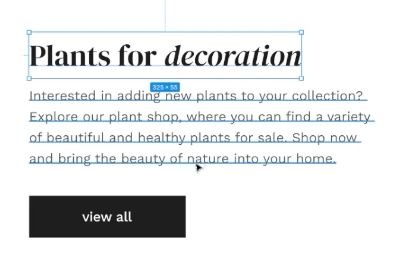 Plants for decoration
325 × 55
Interested in adding new plants to your collection?
Explore our plant shop, where you can find a variety
of beautiful and healthy plants for sale. Shop now
and bring the beauty of nature into your home.
view all